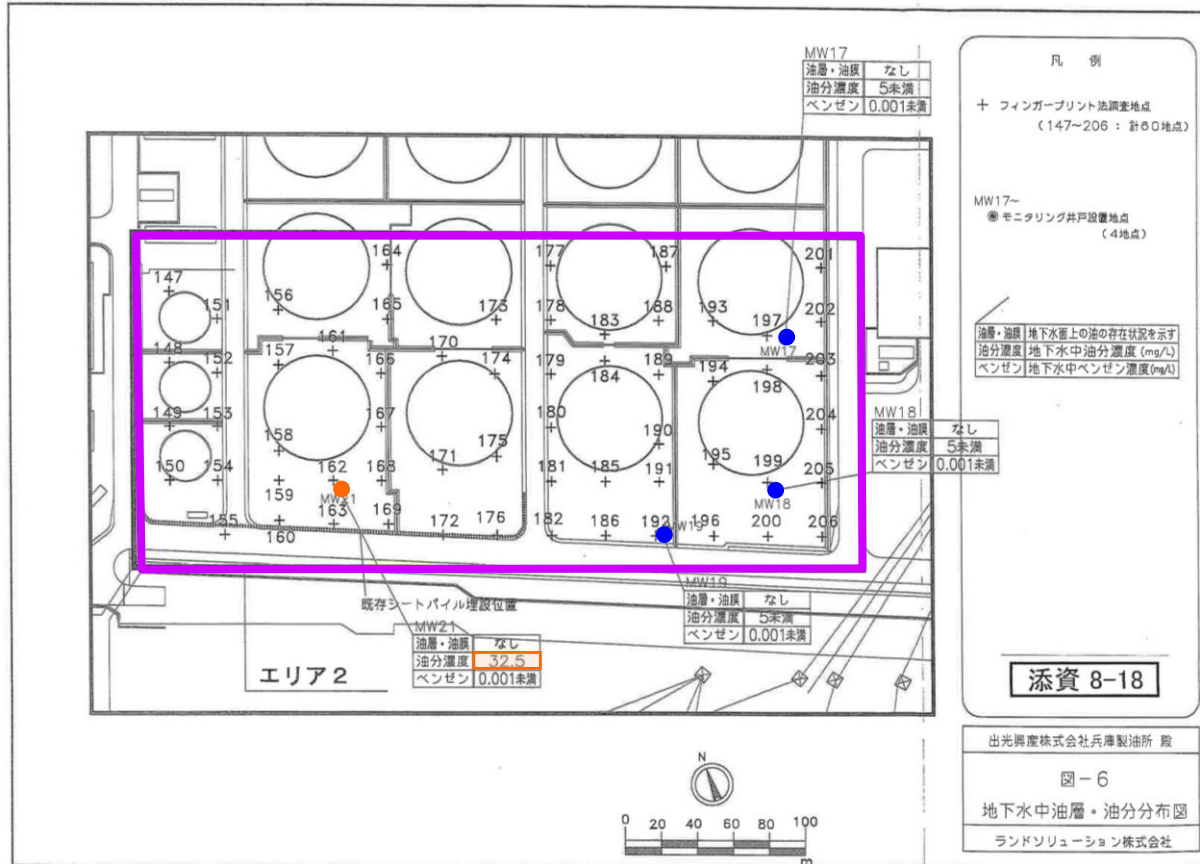 MW17
油層・油膜 なし
油分濃度 5未満
ベンゼン 0.001未満
凡 例
+ フィンガープリント法調査地点
(147~206 : 計60地点)
MW17~
モニタリング井戸設置地点
(4地点)
油層・油膜 地下水面上の油の存在状況を示す
油分濃度 地下水中油分濃度 (mg/L)
ベンゼン 地下水中ベンゼン濃度(mg/L)
147
151
156
164
165
173
177
178
187
188
183
193
197
201
202
MW17
148
152
157
161
166
170
174
179
184
189
194
198
203
149
153
158
167
175
180
190
195
199
204
150
154
159
162
168
171
181
185
191
205
MW21
MW18
155
160
163
169
172
176
182
186
192
MW19
196
200
206
MW18
油層・油膜 なし
油分濃度 5未満
ベンゼン 0.001未満
MW19
油層・油膜 なし
油分濃度 5未満
ベンゼン 0.001未満
既存シートパイル埋設位置
MW21
油層・油膜 なし
油分濃度 32.5
ベンゼン 0.001未満
エリア2
添資 8-18
出光興産株式会社兵庫製油所 殿
図-6
地下水中油層・油分分布図
ランドソリューション株式会社
N
0 20 40 60 80 100
m